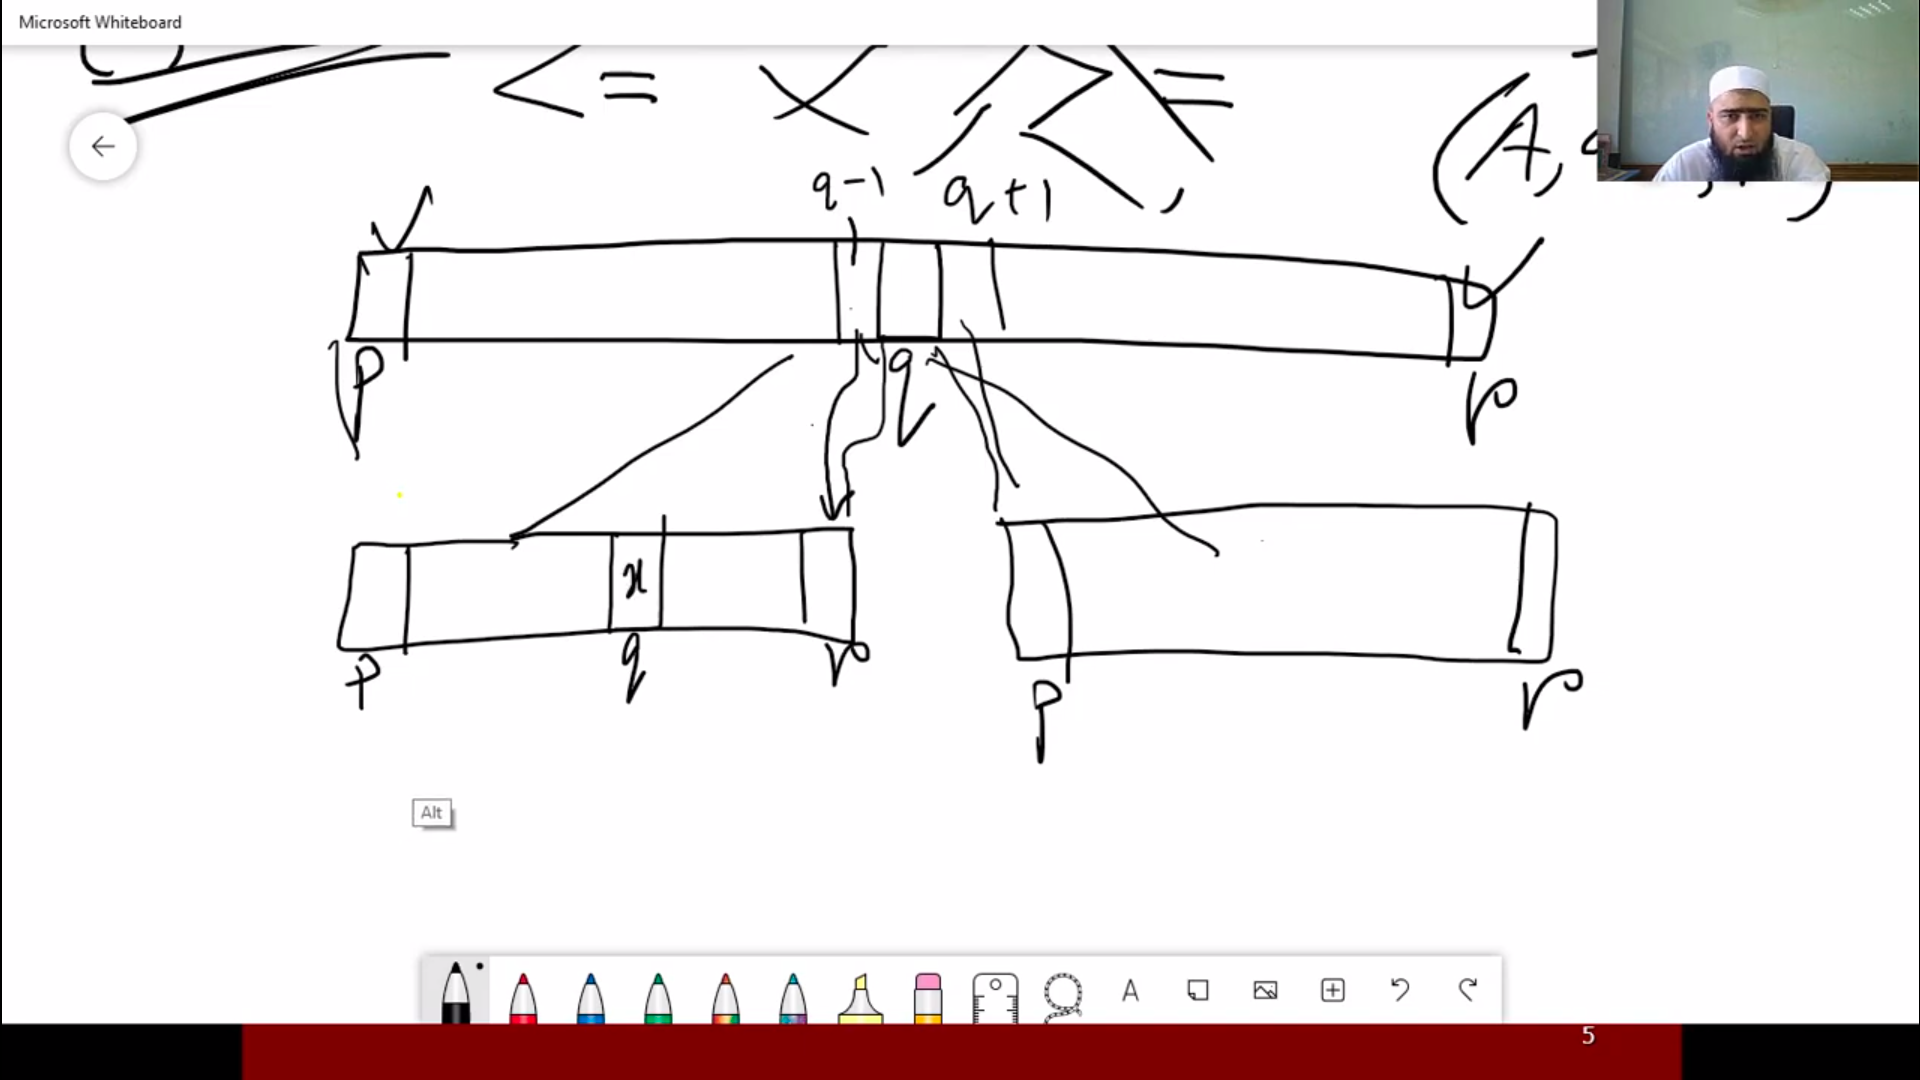 Microsoft Whiteboard
<= x >=
(A,
q-1 q+1 ,
p q r
x
p q r
p r
Alt
A
5